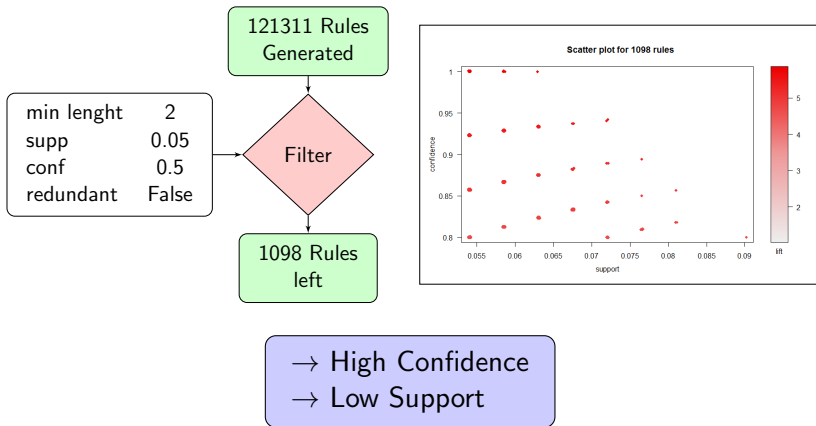 121311 Rules
Generated
min lenght 2
supp 0.05
conf 0.5
redundant False
Filter
1098 Rules
left
Scatter plot for 1098 rules
confidence
1
0.95
0.9
0.85
0.8
0.055 0.06 0.065 0.07 0.075 0.08 0.085 0.09
support
5
4
3
2
lift
→ High Confidence
→ Low Support